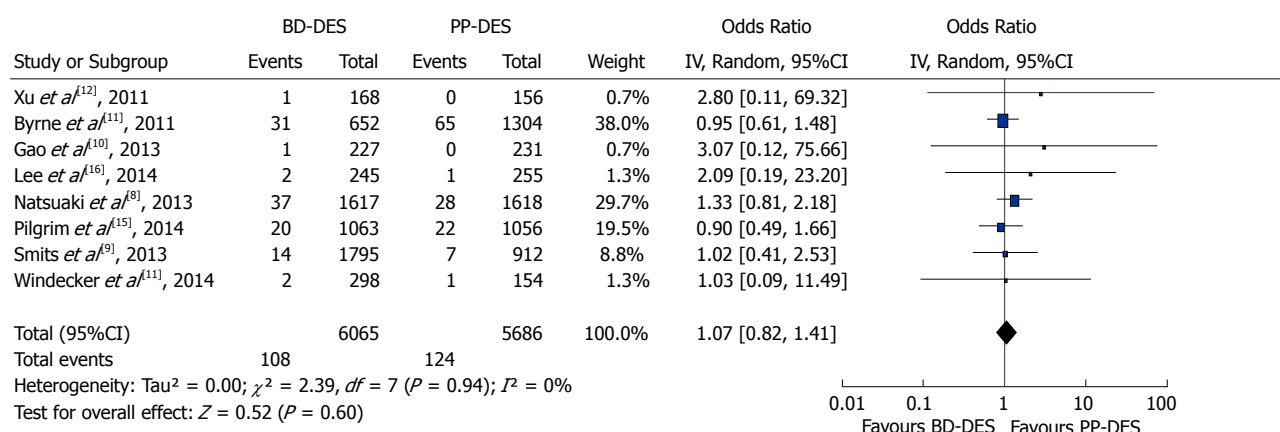 BD-DES PP-DES Odds Ratio Odds Ratio
Study or Subgroup Events Total Events Total Weight IV, Random, 95%CI IV, Random, 95%CI
Xu et al[12], 2011 1 168 0 156 0.7% 2.80 [0.11, 69.32]
Byrne et al[11], 2011 31 652 65 1304 38.0% 0.95 [0.61, 1.48]
Gao et al[10], 2013 1 227 0 231 0.7% 3.07 [0.12, 75.66]
Lee et al[16], 2014 2 245 1 255 1.3% 2.09 [0.19, 23.20]
Natsuaki et al[8], 2013 37 1617 28 1618 29.7% 1.33 [0.81, 2.18]
Pilgrim et al[15], 2014 20 1063 22 1056 19.5% 0.90 [0.49, 1.66]
Smits et al[9], 2013 14 1795 7 912 8.8% 1.02 [0.41, 2.53]
Windecker et al[11], 2014 2 298 1 154 1.3% 1.03 [0.09, 11.49]
Total (95%CI) 6065 5686 100.0% 1.07 [0.82, 1.41]
Total events 108 124
Heterogeneity: Tau² = 0.00; χ² = 2.39, df = 7 (P = 0.94); I² = 0%
Test for overall effect: Z = 0.52 (P = 0.60)
0.01 0.1 1 10 100
Favours BD-DES Favours PP-DES